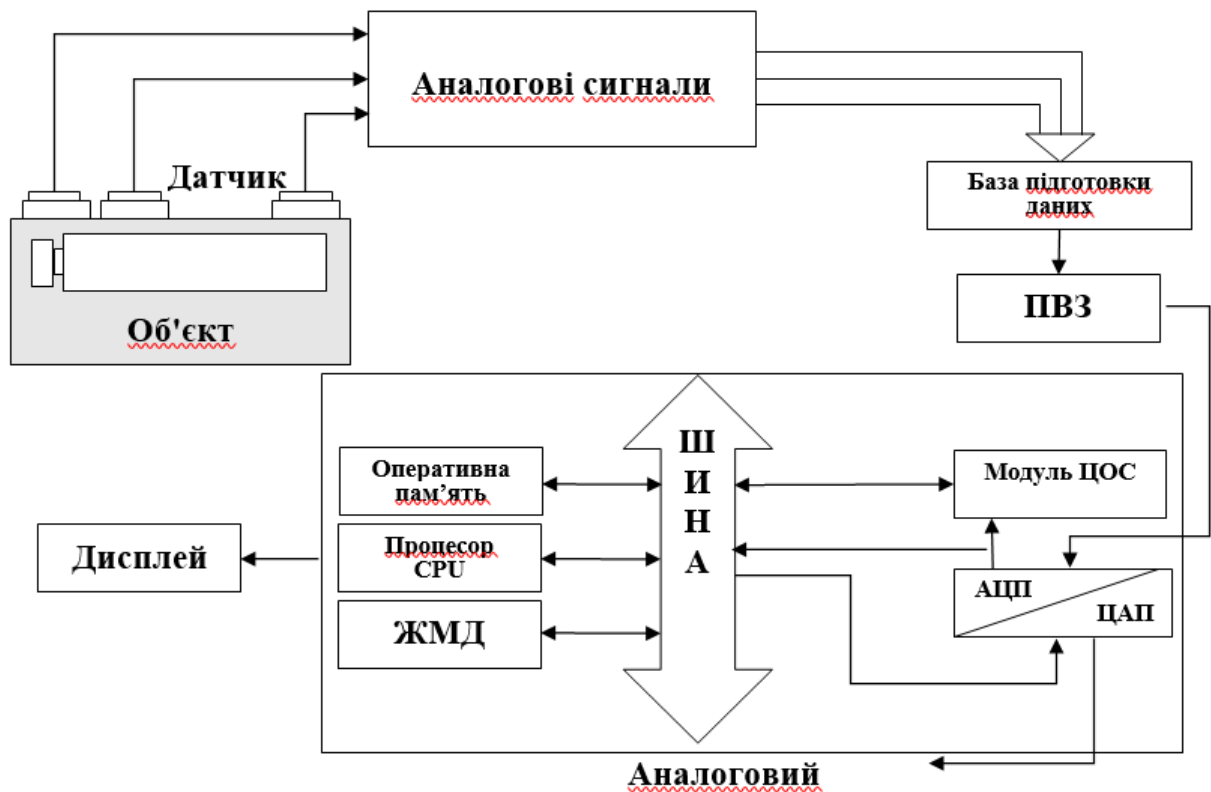 Аналогові сигнали
Датчик
База підготовки
даних
Об'єкт
ПВЗ
Ш
И
Н
А
Оперативна
пам’ять
Модуль ЦОС
Процесор
CPU
Дисплей
АЦП
ЦАП
ЖМД
Аналоговий